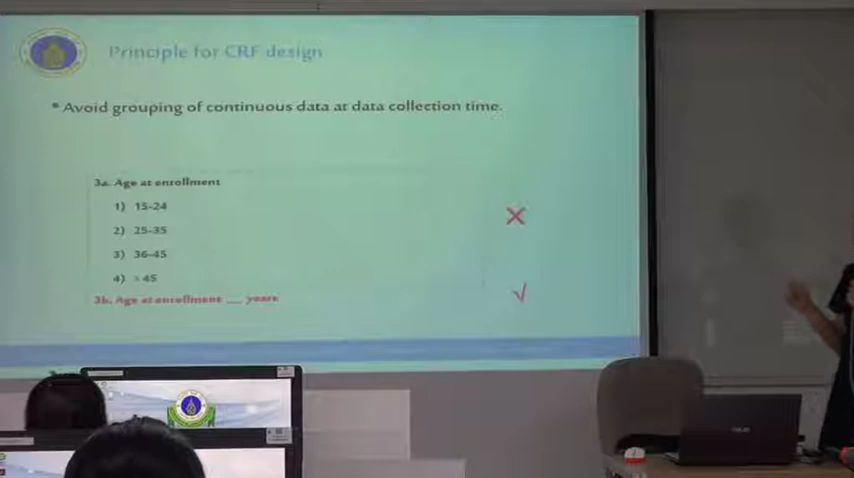 Principle for CRF design
• Avoid grouping of continuous data at data collection time.
3a. Age at enrollment
1) 15-24
2) 25-35
3) 36-45
4) > 45
3b. Age at enrollment __ years